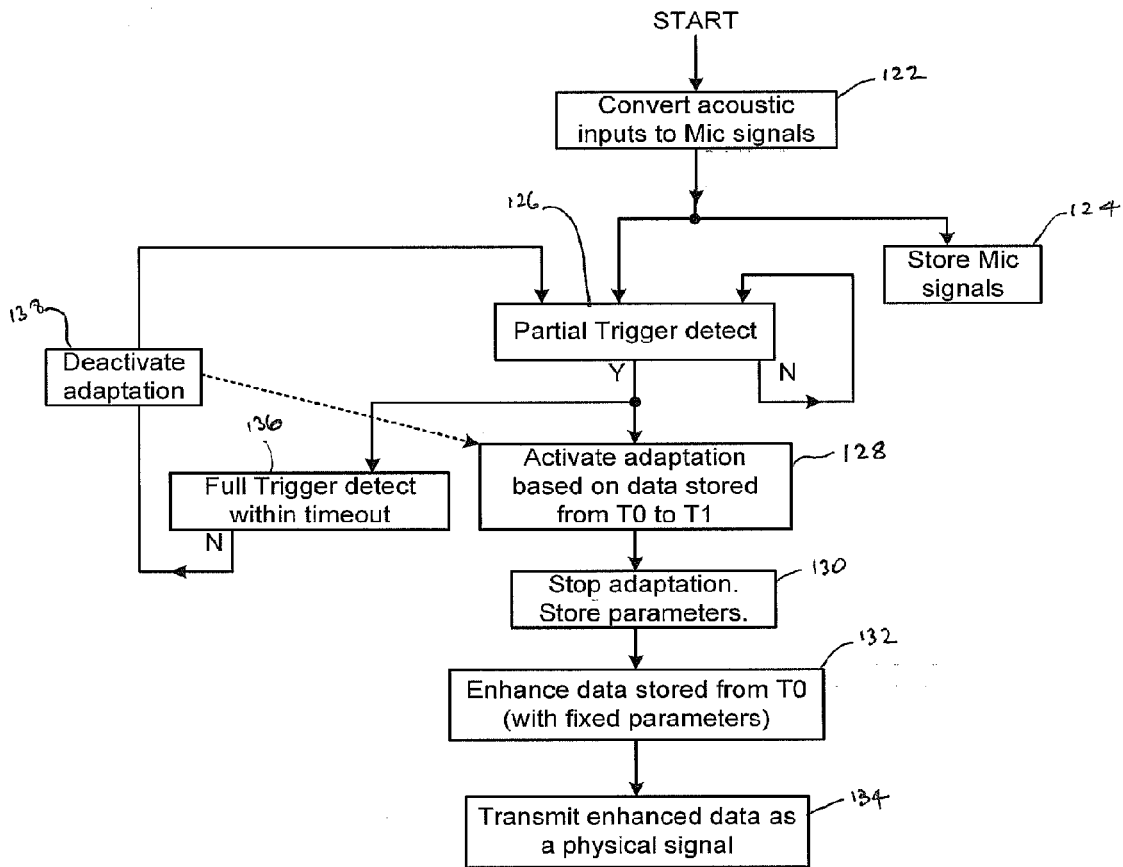 START
122
Convert acoustic
inputs to Mic signals
126
124
Store Mic
signals
138
Partial Trigger detect
Deactivate
adaptation
Y
N
136
128
Activate adaptation
based on data stored
from T0 to T1
Full Trigger detect
within timeout
N
130
Stop adaptation.
Store parameters.
132
Enhance data stored from T0
(with fixed parameters)
134
Transmit enhanced data as
a physical signal